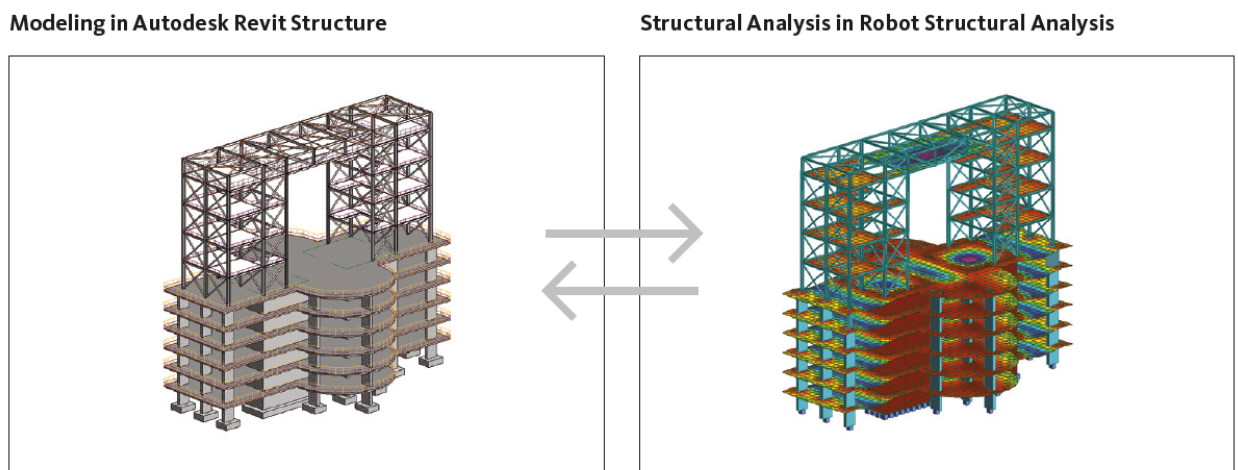 Modeling in Autodesk Revit Structure
Structural Analysis in Robot Structural Analysis